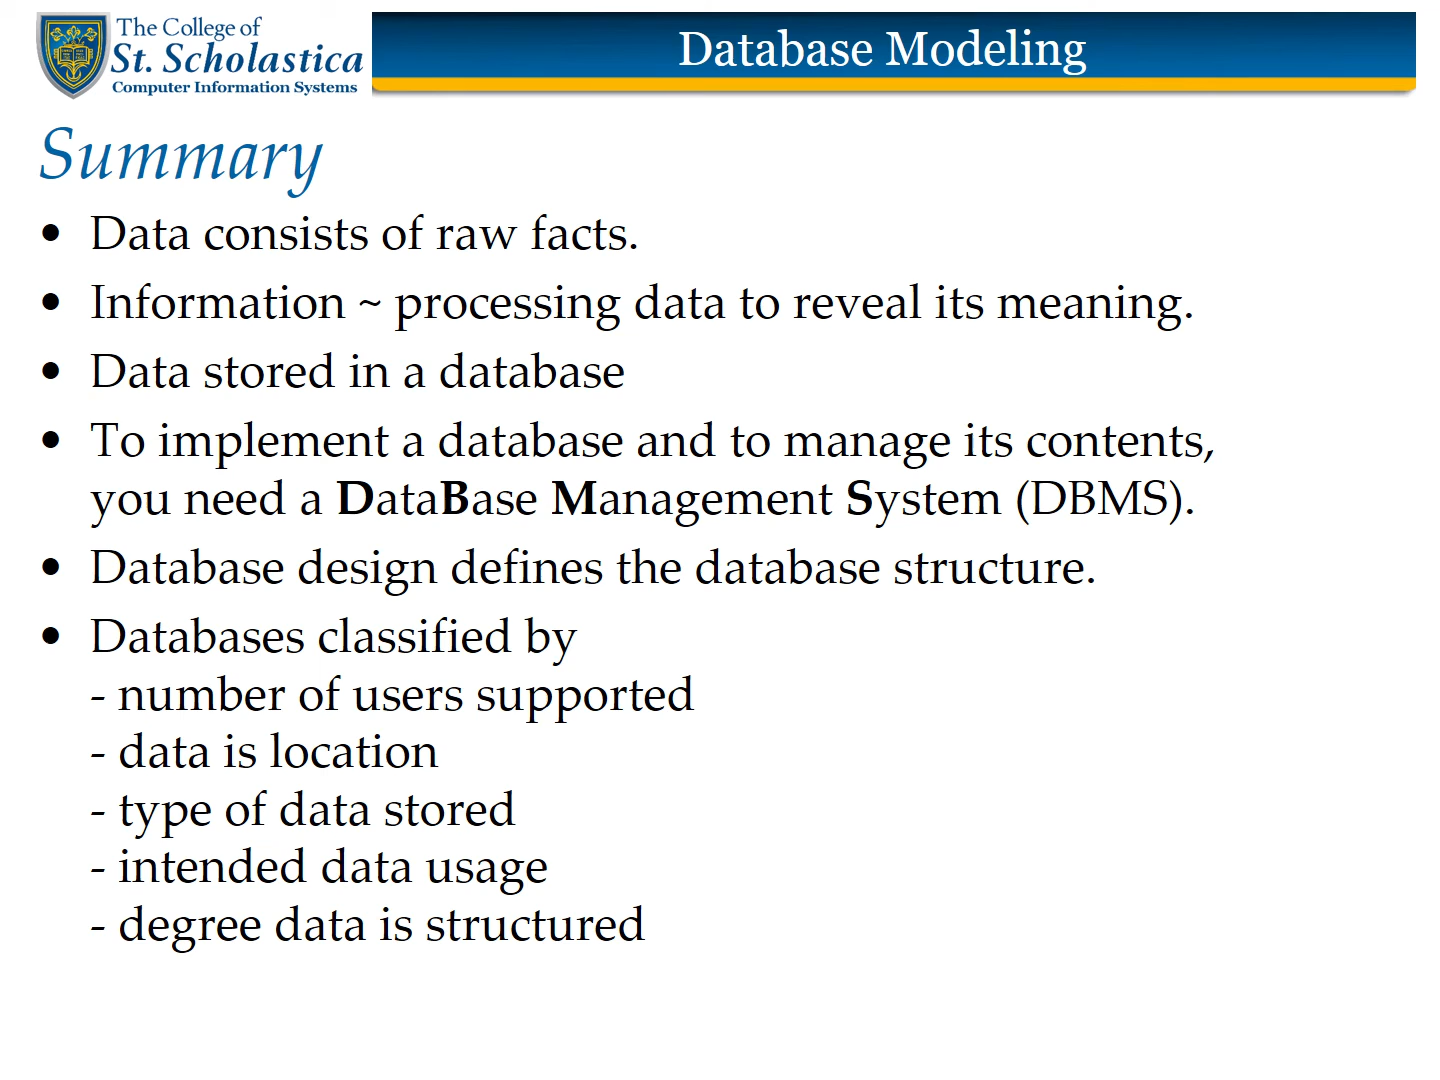 The College of
St. Scholastica
Computer Information Systems
Database Modeling
Summary
• Data consists of raw facts.
• Information ~ processing data to reveal its meaning.
• Data stored in a database
• To implement a database and to manage its contents,
you need a DataBase Management System (DBMS).
• Database design defines the database structure.
• Databases classified by
- number of users supported
- data is location
- type of data stored
- intended data usage
- degree data is structured